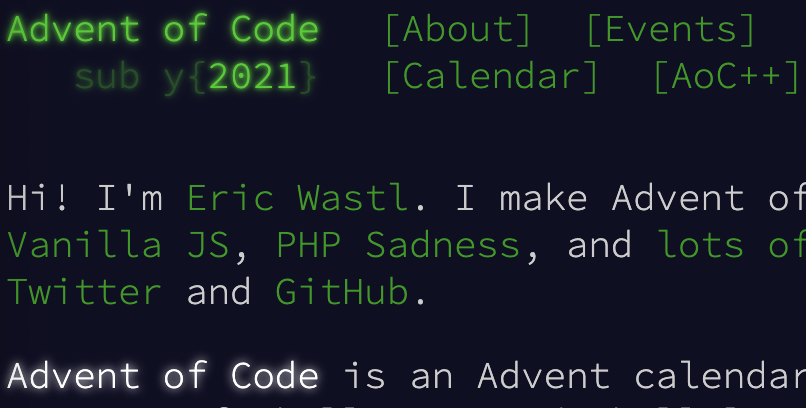 Advent of Code [About] [Events]
sub y{2021} [Calendar] [AoC++]
Hi! I'm Eric Wastl. I make Advent of
Vanilla JS, PHP Sadness, and lots of
Twitter and GitHub.
Advent of Code is an Advent calendar